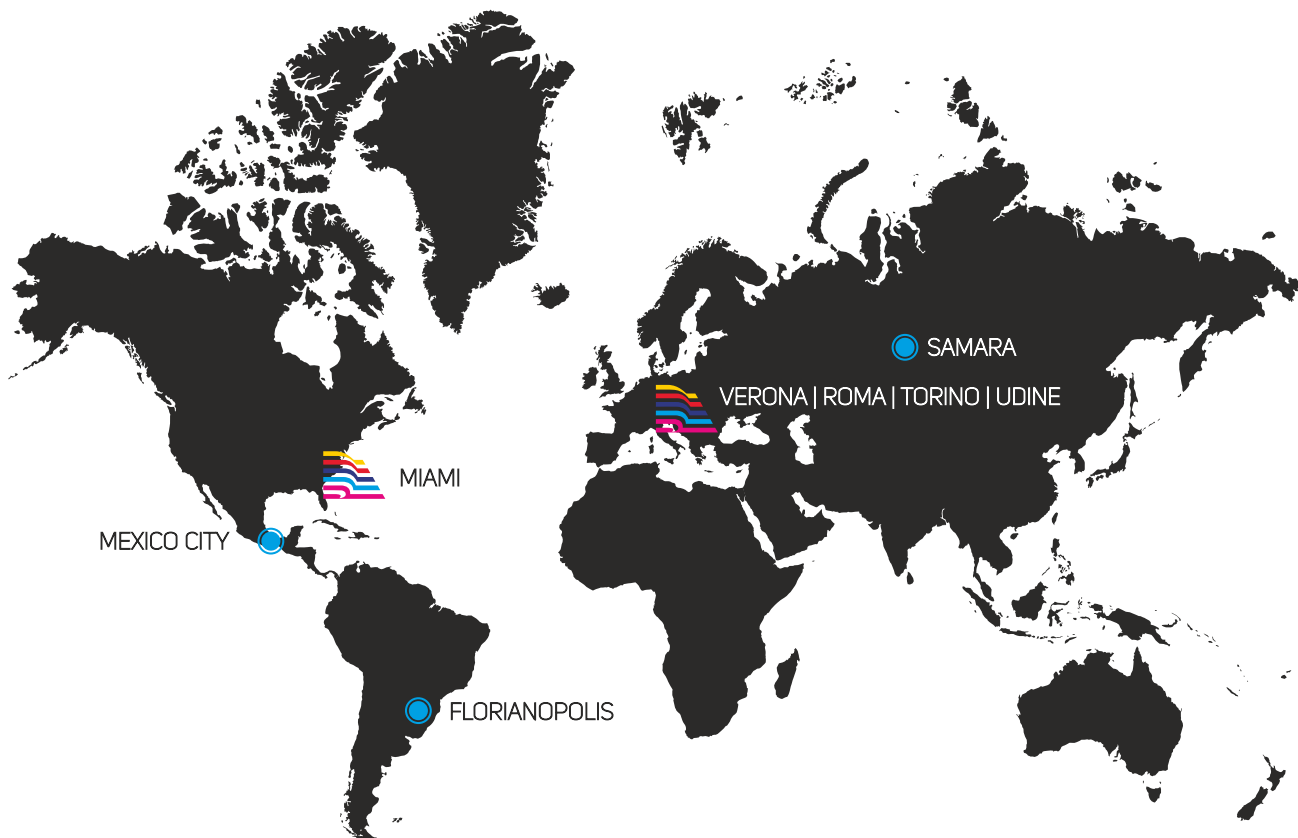 SAMARA
VERONA | ROMA | TORINO | UDINE
MIAMI
MEXICO CITY
FLORIANOPOLIS